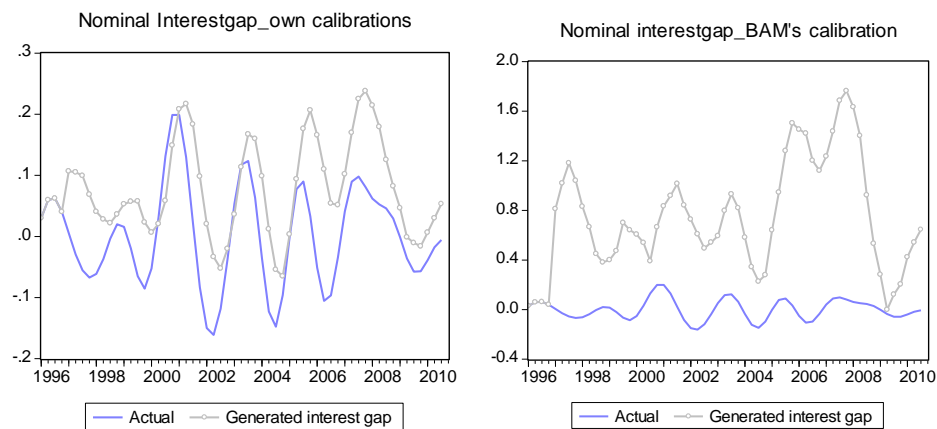 Nominal Interestgap_own calibrations
.3
.2
.1
.0
-.1
-.2
1996 1998 2000 2002 2004 2006 2008 2010
Actual Generated interest gap
Nominal interestgap_BAM's calibration
2.0
1.6
1.2
0.8
0.4
0.0
-0.4
1996 1998 2000 2002 2004 2006 2008 2010
Actual Generated interest gap